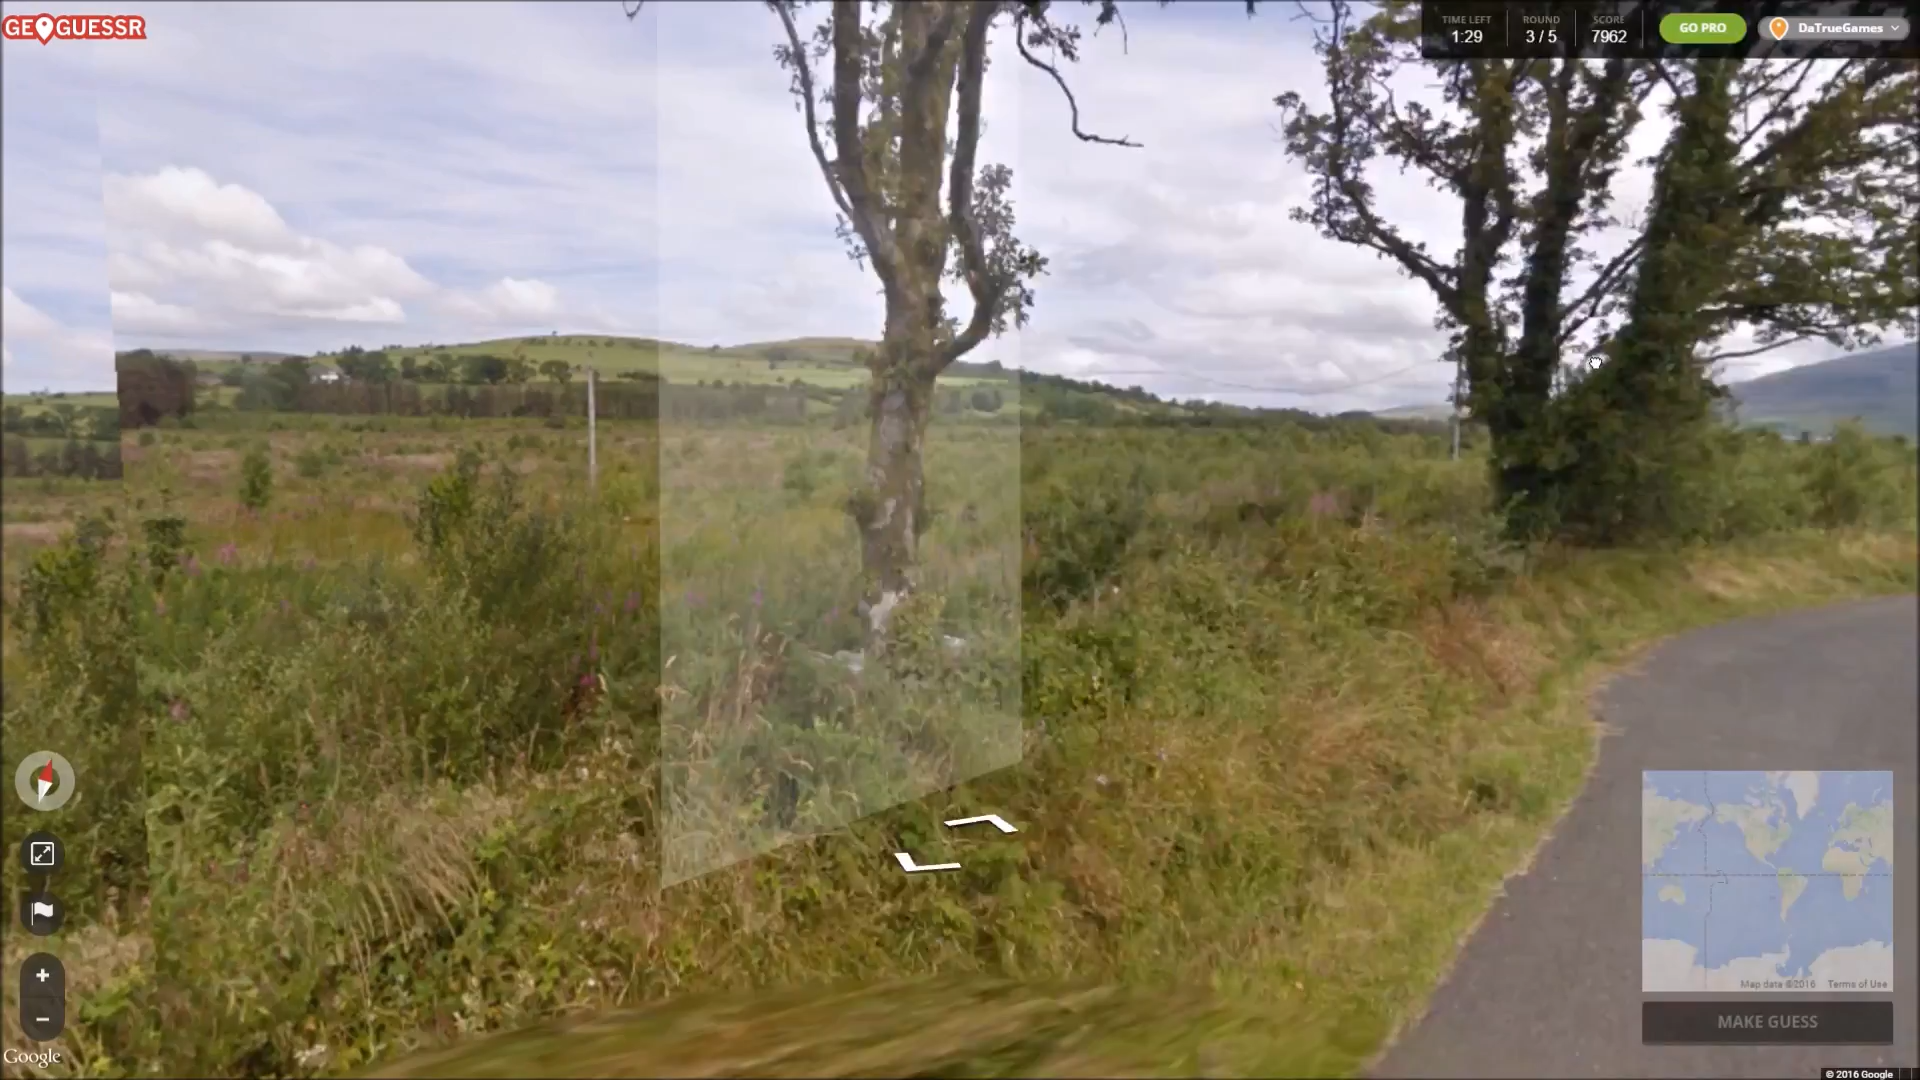 GEOGUESSR
TIME LEFT
1:29
ROUND
3 / 5
SCORE
7962
GO PRO
DaTrueGames
Map data ©2016
Terms of Use
MAKE GUESS
Google
© 2016 Google